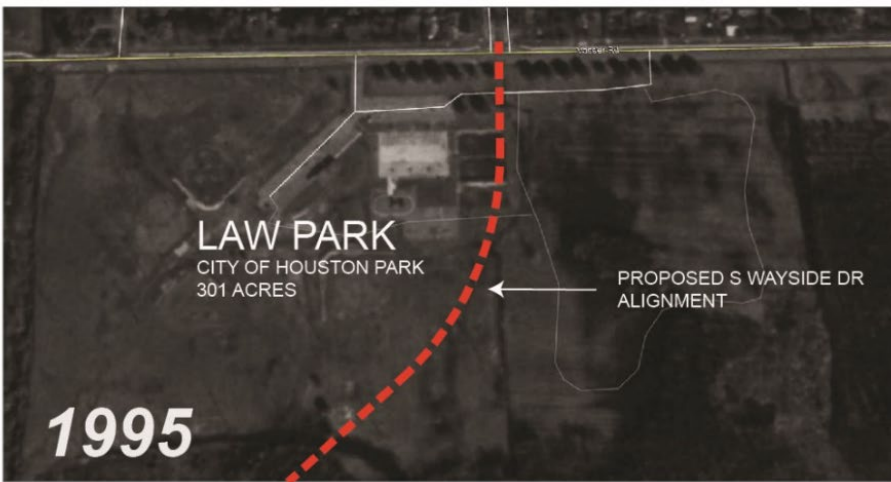 LAW PARK
CITY OF HOUSTON PARK
301 ACRES
PROPOSED S WAYSIDE DR
ALIGNMENT
1995